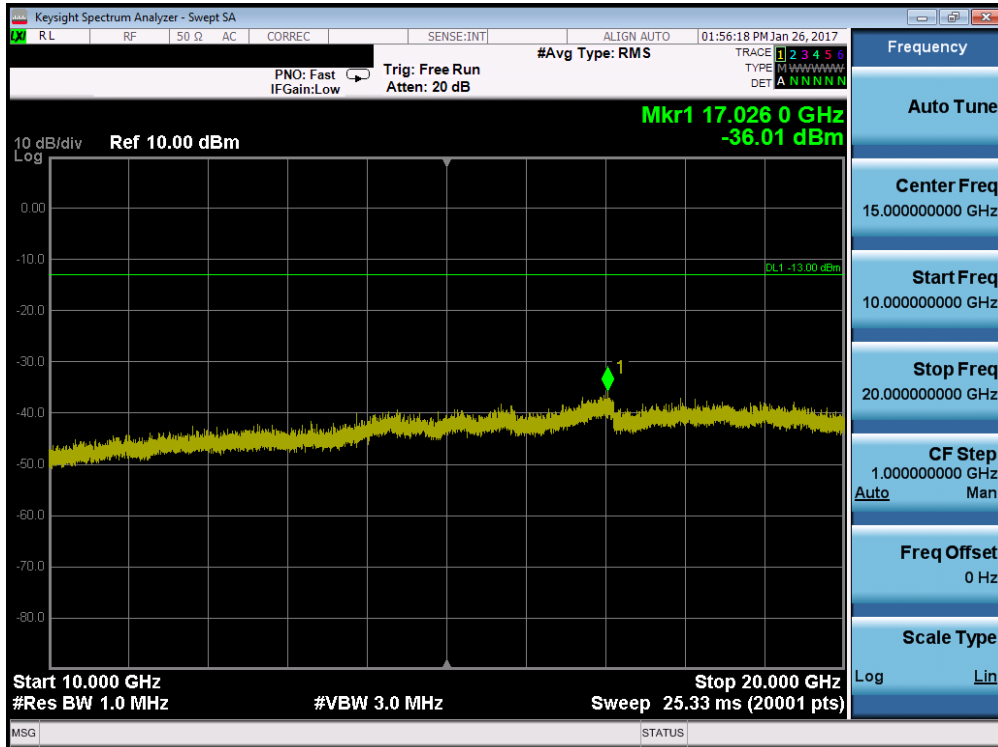 Keysight Spectrum Analyzer - Swept SA
LXI RL RF 50 Ω AC CORREC SENSE:INT ALIGN AUTO 01:56:18 PM Jan 26, 2017
#Avg Type: RMS TRACE 1 2 3 4 5 6
PNO: Fast Trig: Free Run TYPE M WWWWW
IFGain:Low Atten: 20 dB DET A N N N N N
Mkr1 17.026 0 GHz
-36.01 dBm
10 dB/div Ref 10.00 dBm
Log
0.00
-10.0
DL1 -13.00 dBm
-20.0
-30.0
1
-40.0
-50.0
-60.0
-70.0
-80.0
Start 10.000 GHz Stop 20.000 GHz
#Res BW 1.0 MHz #VBW 3.0 MHz Sweep 25.33 ms (20001 pts)
MSG STATUS
Frequency
Auto Tune
Center Freq
15.000000000 GHz
Start Freq
10.000000000 GHz
Stop Freq
20.000000000 GHz
CF Step
1.000000000 GHz
Auto Man
Freq Offset
0 Hz
Scale Type
Log Lin